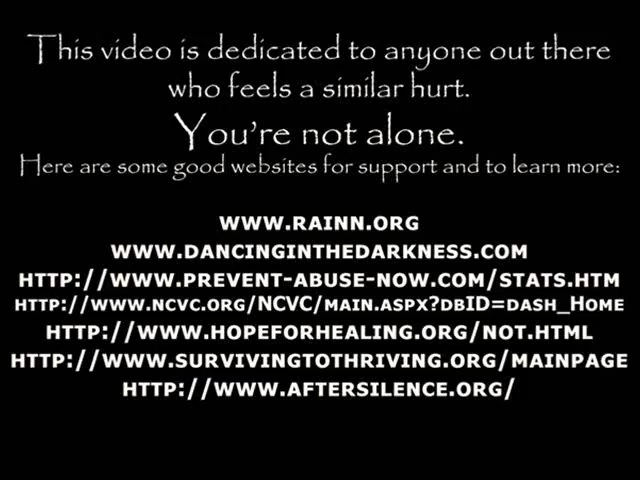 This video is dedicated to anyone out there
who feels a similar hurt.
You're not alone.
Here are some good websites for support and to learn more:
WWW.RAINN.ORG
WWW.DANCINGINTHEDARKNESS.COM
HTTP://WWW.PREVENT-ABUSE-NOW.COM/STATS.HTM
HTTP://WWW.NCVC.ORG/NCVC/MAIN.ASPX?DBID=DASH_HOME
HTTP://WWW.HOPEFORHEALING.ORG/NOT.HTML
HTTP://WWW.SURVIVINGTOTHRIVING.ORG/MAINPAGE
HTTP://WWW.AFTERSILENCE.ORG/